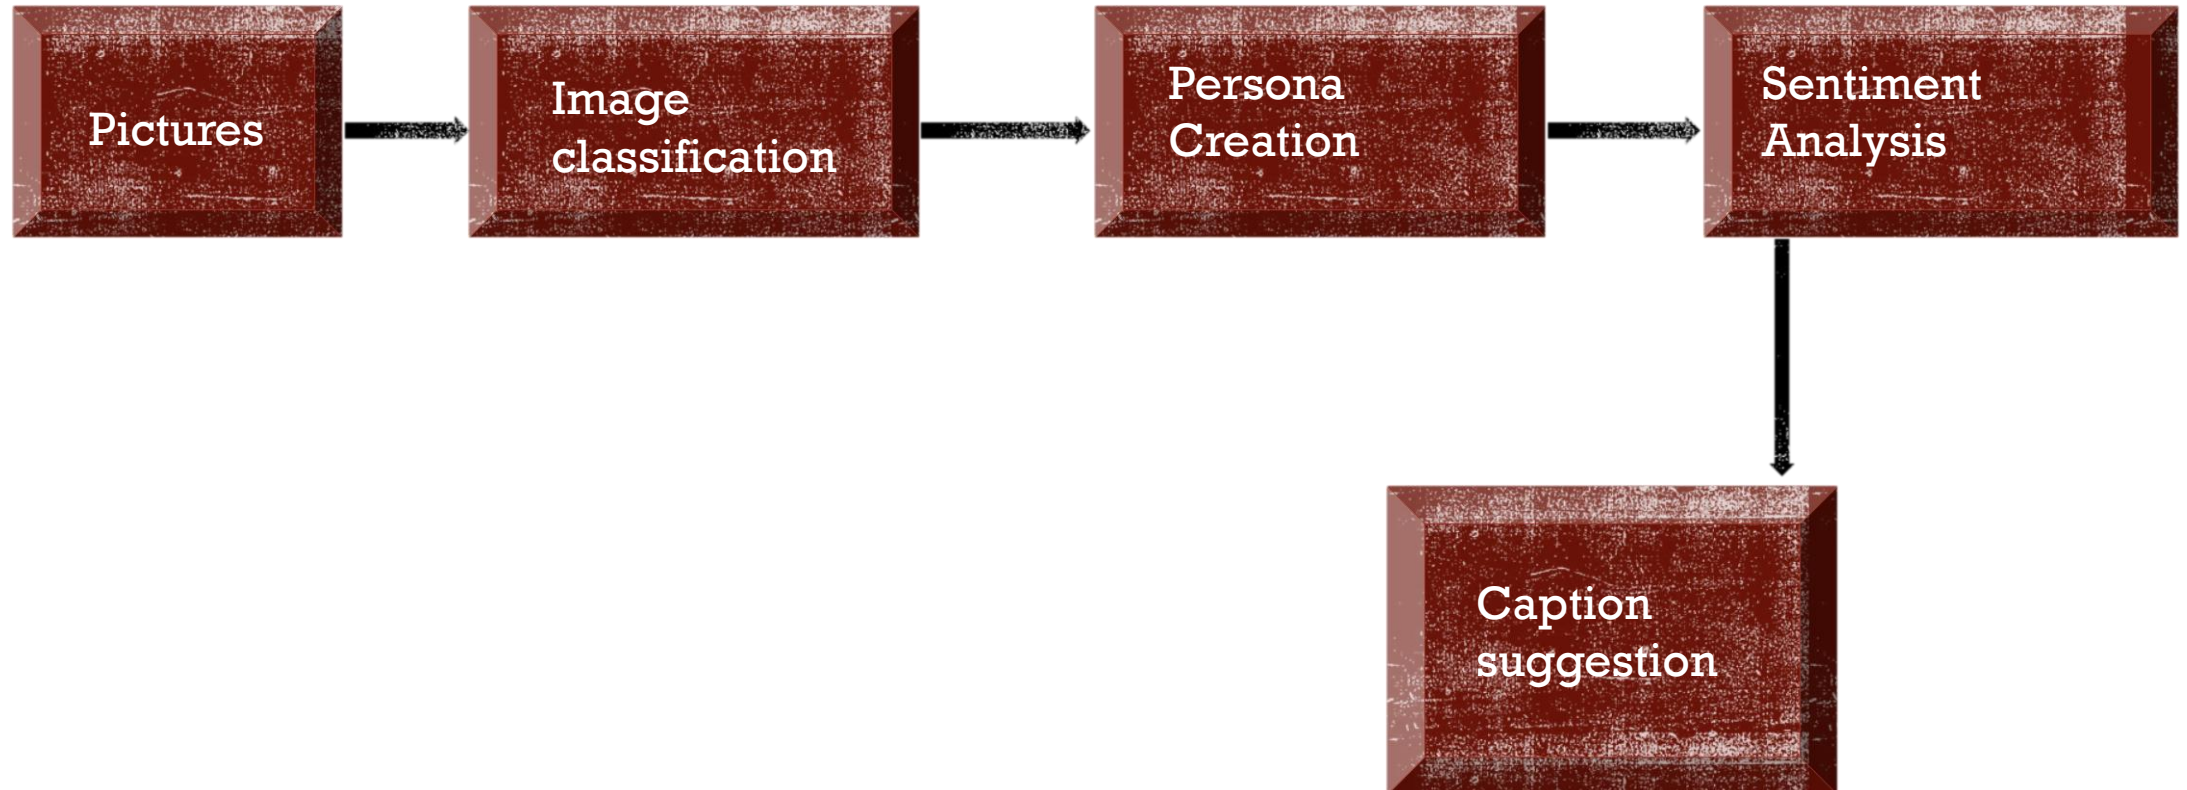 Pictures
Image
classification
Persona
Creation
Sentiment
Analysis
Caption
suggestion